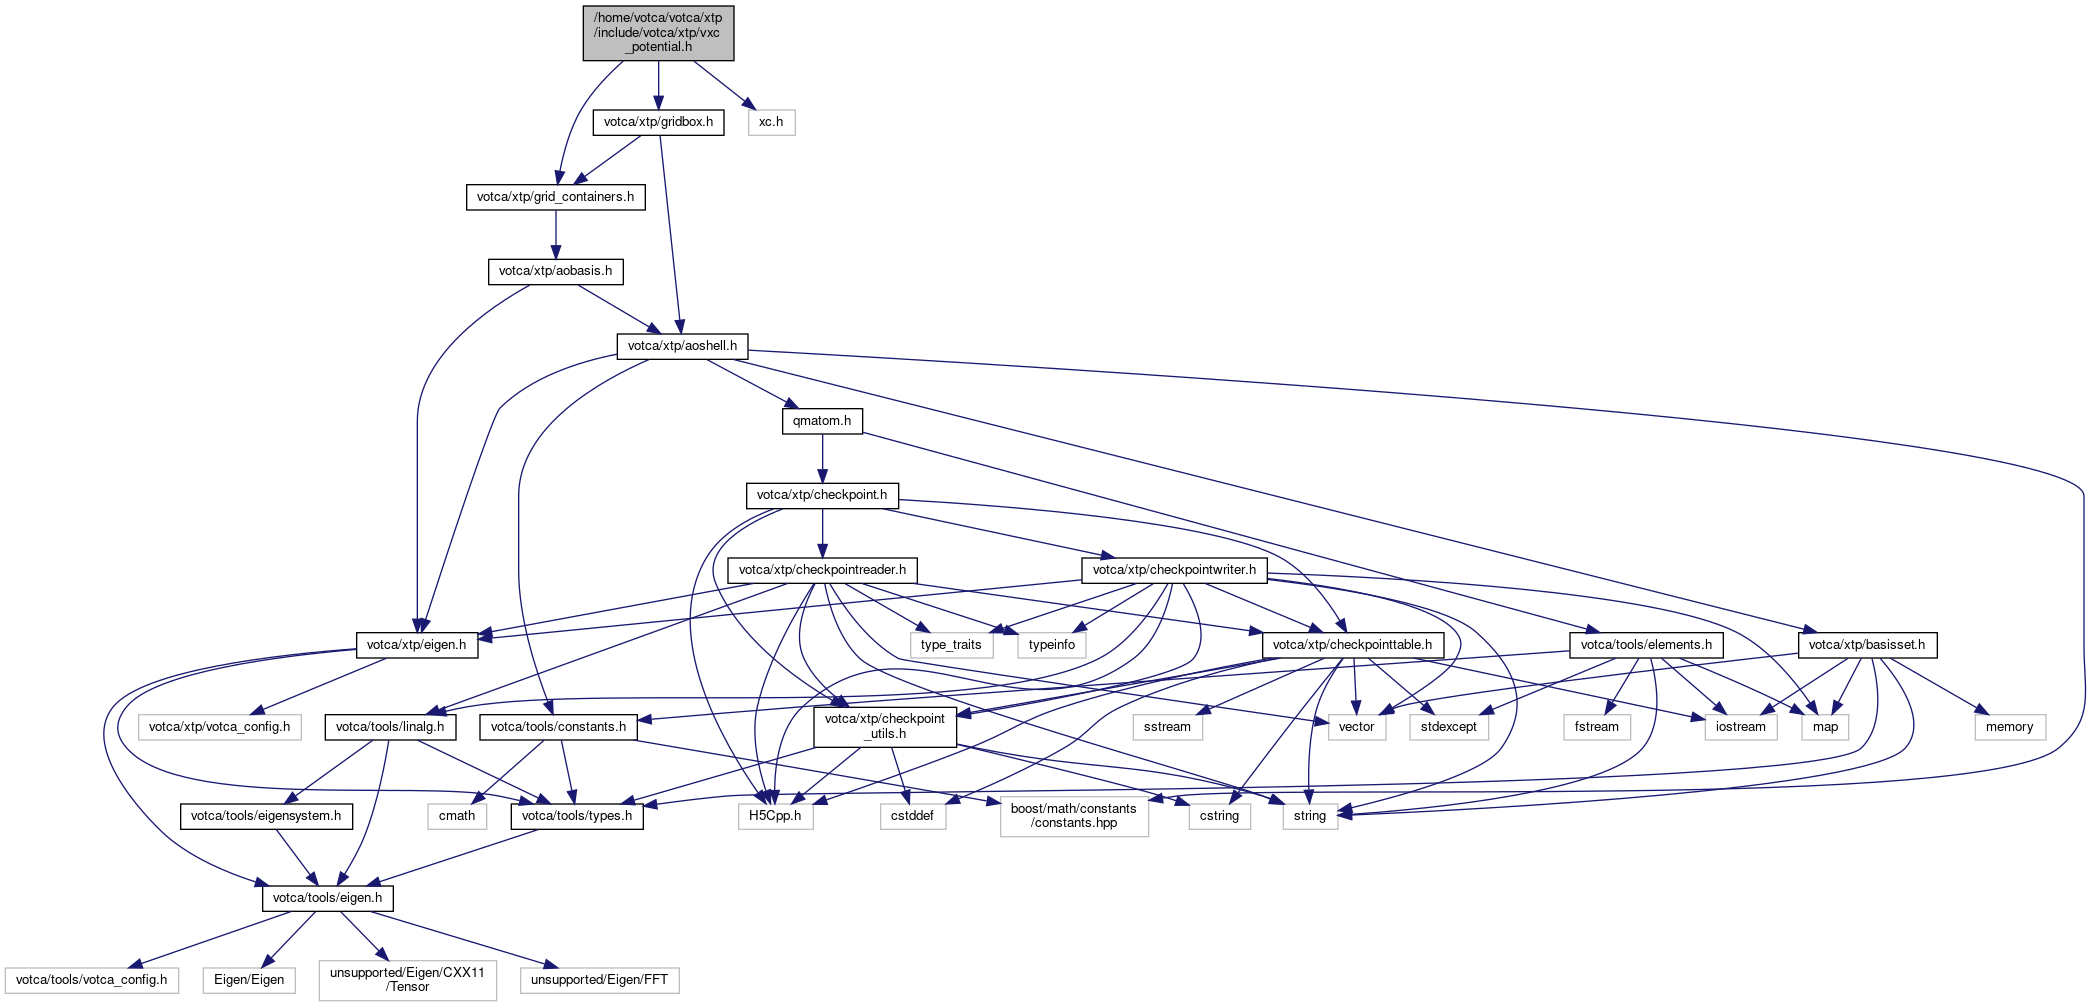 /home/votca/votca/xtp
/include/votca/xtp/vxc
_potential.h
votca/xtp/gridbox.h
xc.h
votca/xtp/grid_containers.h
votca/xtp/aobasis.h
votca/xtp/aoshell.h
qmatom.h
votca/xtp/checkpoint.h
votca/xtp/checkpointreader.h
votca/xtp/checkpointwriter.h
votca/xtp/eigen.h
type_traits
typeinfo
votca/xtp/checkpointtable.h
votca/tools/elements.h
votca/xtp/basisset.h
votca/xtp/votca_config.h
votca/tools/linalg.h
votca/tools/constants.h
votca/xtp/checkpoint
_utils.h
sstream
vector
stdexcept
fstream
iostream
map
memory
votca/tools/eigensystem.h
cmath
votca/tools/types.h
H5Cpp.h
cstddef
boost/math/constants
/constants.hpp
cstring
string
votca/tools/eigen.h
votca/tools/votca_config.h
Eigen/Eigen
unsupported/Eigen/CXX11
/Tensor
unsupported/Eigen/FFT